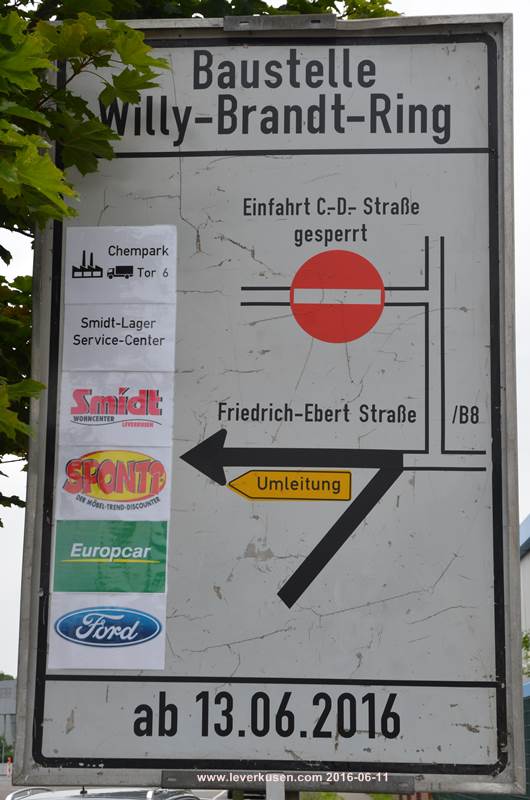 Baustelle
Willy-Brandt-Ring
Einfahrt C.-D.- Straße
gesperrt
Chempark
Tor 6
Smidt-Lager
Service-Center
Smidt
WOHNCENTER
LEVERKUSEN
SPONTI
DER MÖBEL-TREND-DISCOUNTER
Europcar
Ford
Friedrich-Ebert Straße /B8
Umleitung
ab 13.06.2016
www.leverkusen.com 2016-06-11